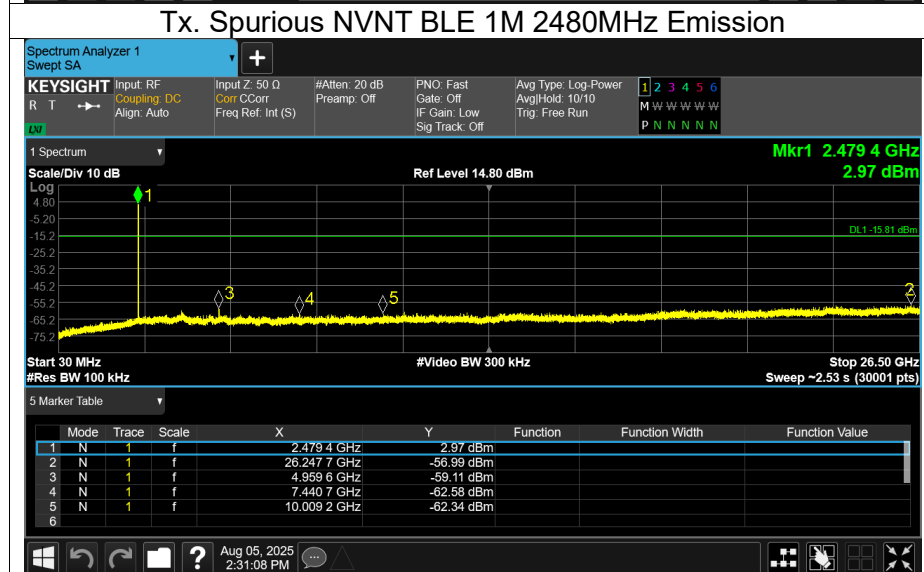 Tx. Spurious NVNT BLE 1M 2480MHz Emission
Spectrum Analyzer 1
Swept SA
+
KEYSIGHT Input: RF Input Z: 50 Ω #Atten: 20 dB PNO: Fast Avg Type: Log-Power 1 2 3 4 5 6
R T Coupling: DC Corr CCorr Preamp: Off Gate: Off Avg|Hold: 10/10 M W W W W W
Align: Auto Freq Ref: Int (S) IF Gain: Low Trig: Free Run
LXI Sig Track: Off P N N N N N
1 Spectrum Mkr1 2.479 4 GHz
Scale/Div 10 dB Ref Level 14.80 dBm 2.97 dBm
Log
1
4.80
-5.20
-15.2 DL1 -15.81 dBm
-25.2
-35.2
-45.2
3 4 5 2
-55.2
-65.2
-75.2
Start 30 MHz #Video BW 300 kHz Stop 26.50 GHz
#Res BW 100 kHz Sweep ~2.53 s (30001 pts)
5 Marker Table
Mode Trace Scale X Y Function Function Width Function Value
1 N 1 f 2.479 4 GHz 2.97 dBm
2 N 1 f 26.247 7 GHz -56.99 dBm
3 N 1 f 4.959 6 GHz -59.11 dBm
4 N 1 f 7.440 7 GHz -62.58 dBm
5 N 1 f 10.009 2 GHz -62.34 dBm
6
? Aug 05, 2025
2:31:08 PM